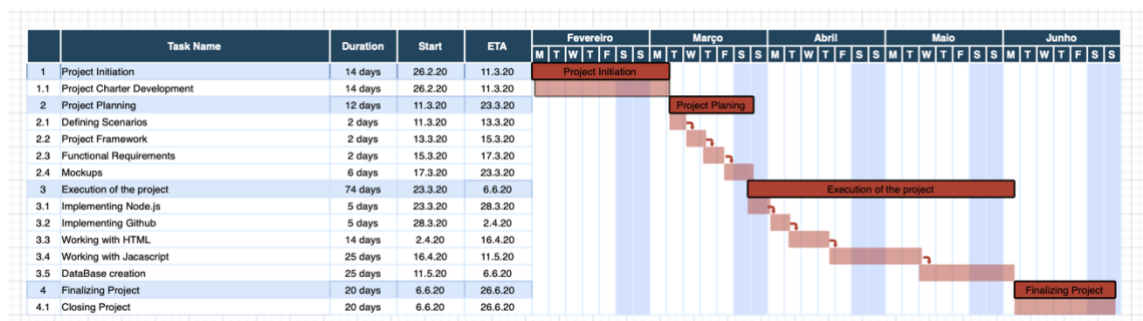 Task Name Duration Start ETA Fevereiro Março Abril Maio Junho
M T W T F S S M T W T F S S M T W T F S S M T W T F S S M T W T F S S
1 Project Initiation 14 days 26.2.20 11.3.20 Project Initiation
1.1 Project Charter Development 14 days 26.2.20 11.3.20
2 Project Planning 12 days 11.3.20 23.3.20 Project Planing
2.1 Defining Scenarios 2 days 11.3.20 13.3.20
2.2 Project Framework 2 days 13.3.20 15.3.20
2.3 Functional Requirements 2 days 15.3.20 17.3.20
2.4 Mockups 6 days 17.3.20 23.3.20
3 Execution of the project 74 days 23.3.20 6.6.20 Execution of the project
3.1 Implementing Node.js 5 days 23.3.20 28.3.20
3.2 Implementing Github 5 days 28.3.20 2.4.20
3.3 Working with HTML 14 days 2.4.20 16.4.20
3.4 Working with Jacascript 25 days 16.4.20 11.5.20
3.5 DataBase creation 25 days 11.5.20 6.6.20
4 Finalizing Project 20 days 6.6.20 26.6.20 Finalizing Project
4.1 Closing Project 20 days 6.6.20 26.6.20